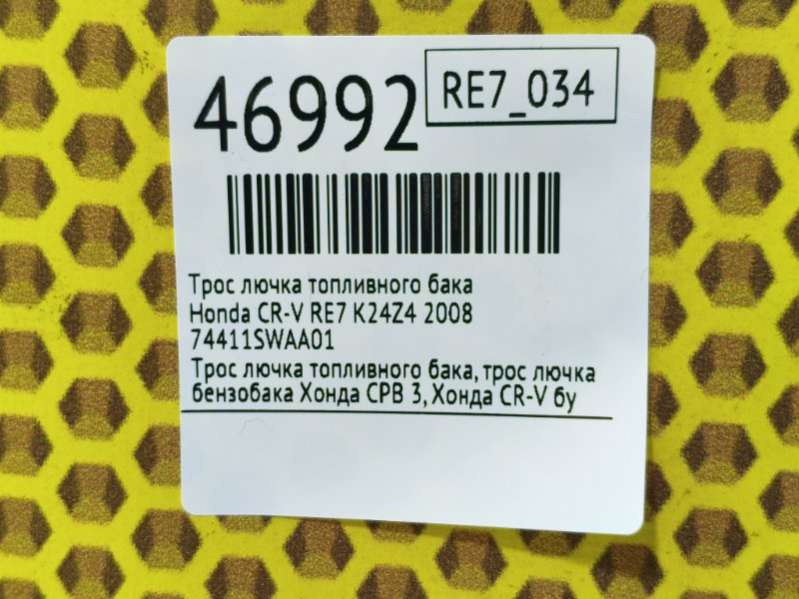 46992
RE7_034
Трос лючка топливного бака
Honda CR-V RE7 K24Z4 2008
74411SWAA01
Трос лючка топливного бака, трос лючка
бензобака Хонда СРВ 3, Хонда CR-V бу